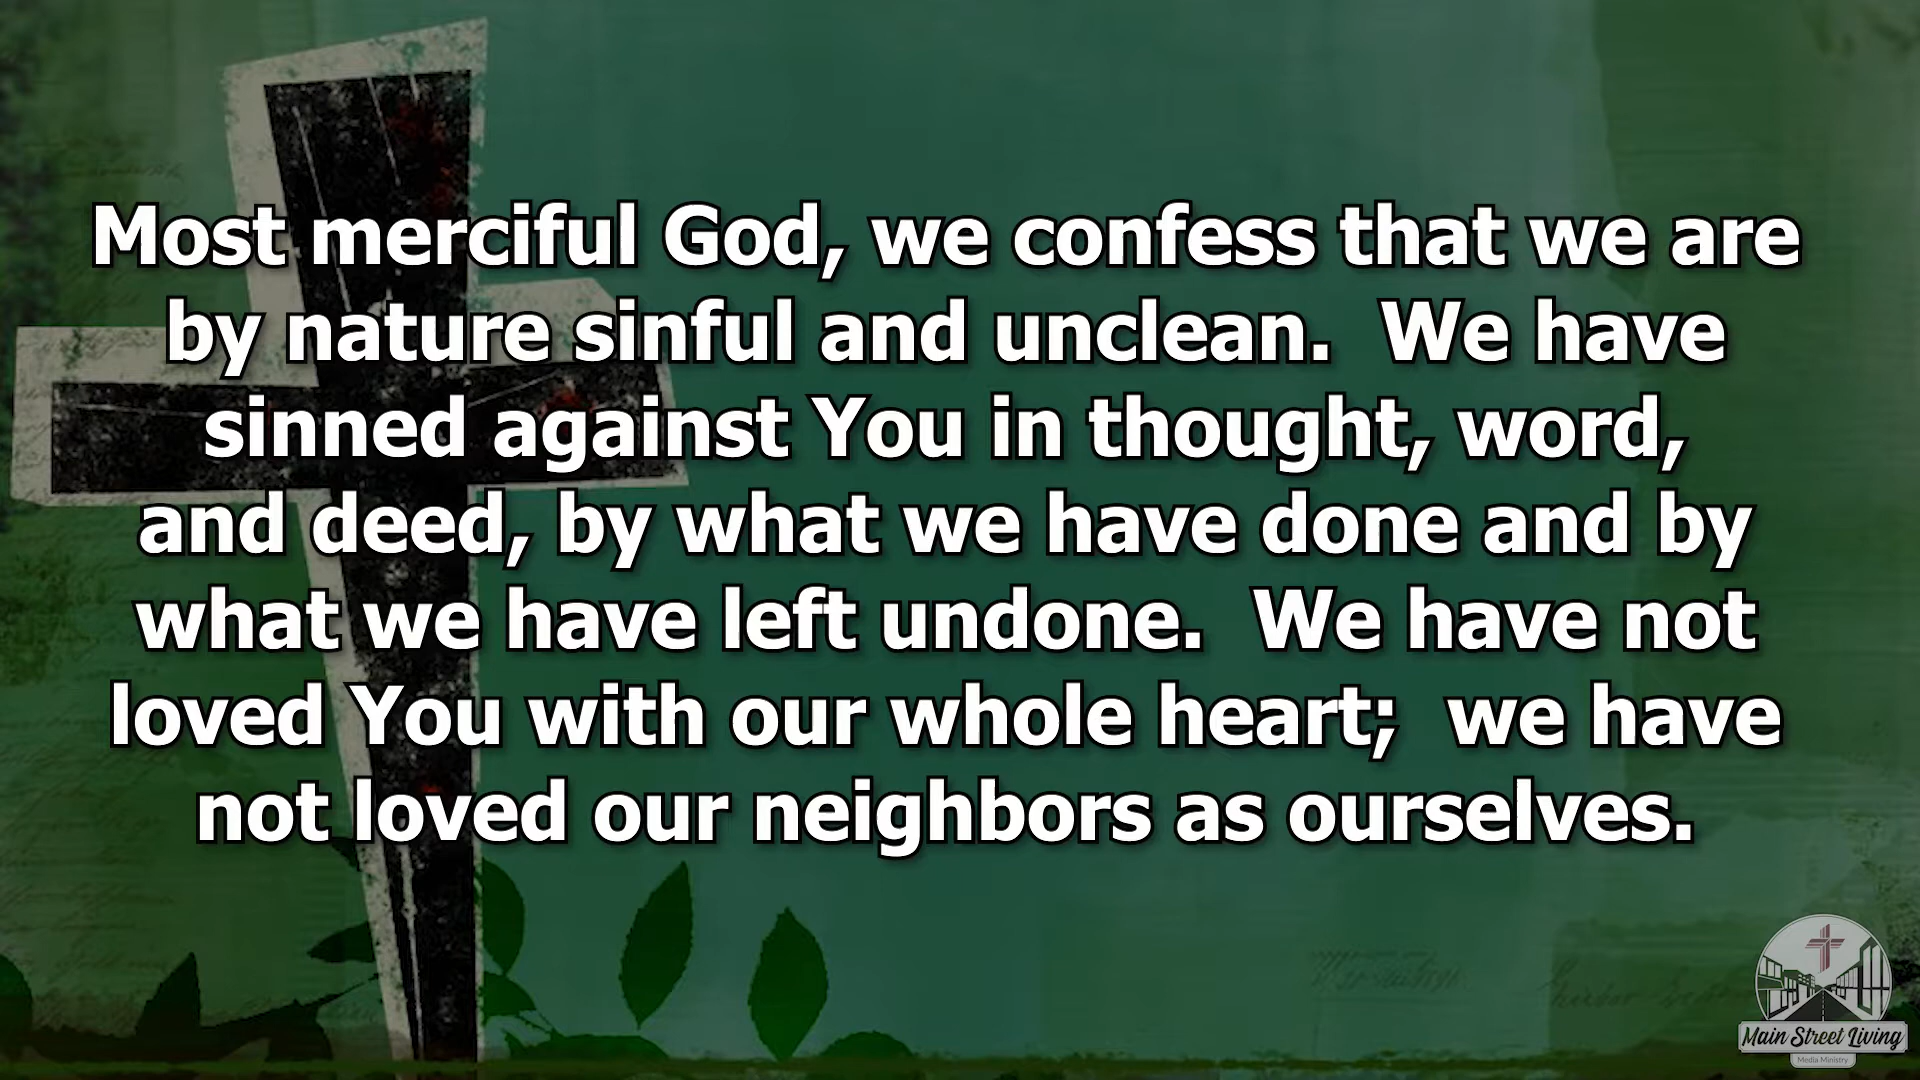 Most merciful God, we confess that we are
by nature sinful and unclean.  We have
sinned against You in thought, word,
and deed, by what we have done and by
what we have left undone.  We have not
loved You with our whole heart;  we have
not loved our neighbors as ourselves.
Main Street Living
Media Ministry